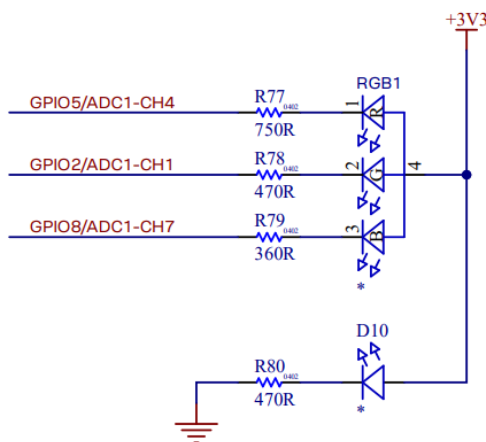 +3V3
GPIO5/ADC1-CH4
R77
0402
750R
RGB1
1
R
GPIO2/ADC1-CH1
R78
0402
470R
2
G
4
GPIO8/ADC1-CH7
R79
0402
360R
3
B
*
R80
0402
470R
D10
*